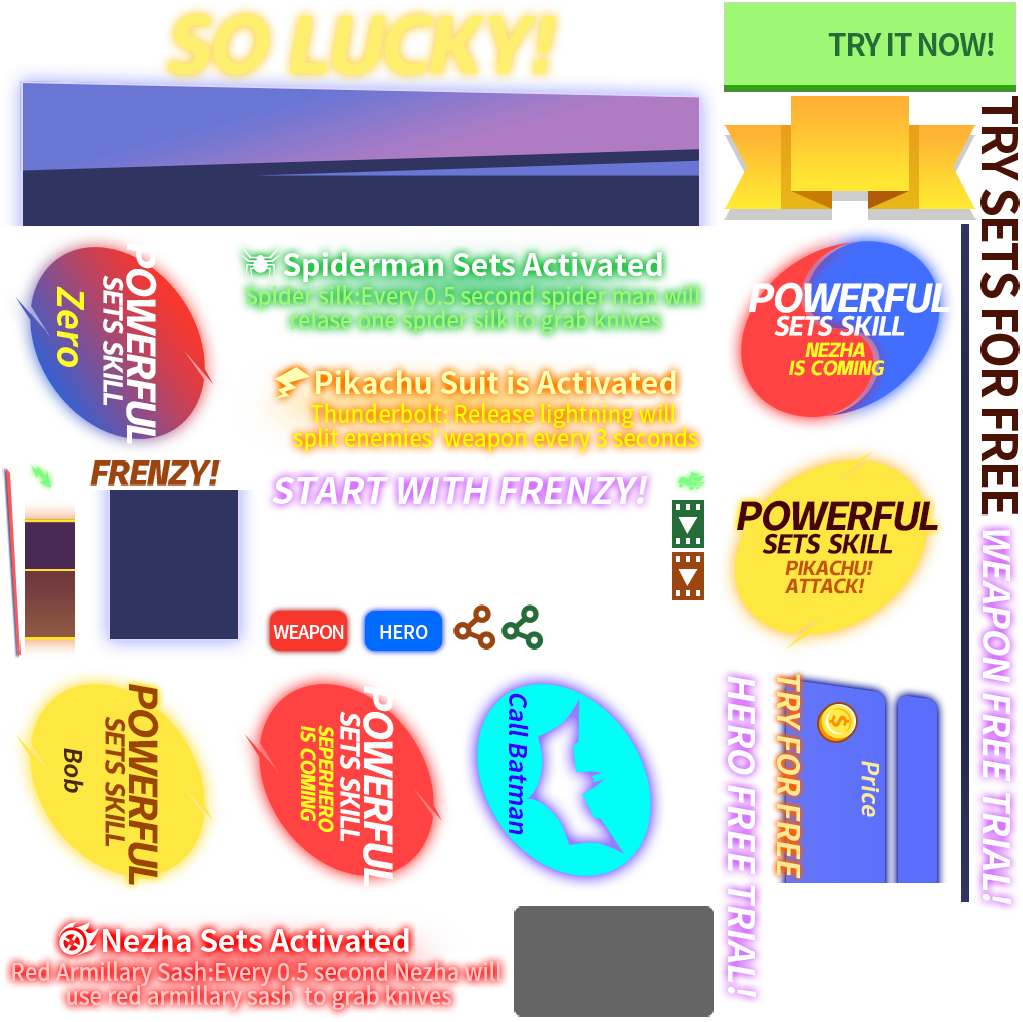 SO LUCKY!
TRY IT NOW!
TRY SETS FOR FREE
POWERFUL
SETS SKILL
Zero
Spiderman Sets Activated
Spider silk:Every 0.5 second spider man will
relase one spider silk to grab knives
POWERFUL
SETS SKILL
NEZHA
IS COMING
Pikachu Suit is Activated
Thunderbolt: Release lightning will
split enemies' weapon every 3 seconds
FRENZY!
START WITH FRENZY!
POWERFUL
SETS SKILL
PIKACHU!
ATTACK!
WEAPON FREE TRIAL!
WEAPON
HERO
POWERFUL
SETS SKILL
Bob
POWERFUL
SETS SKILL
SEPERHERO
IS COMING
Call Batman
HERO FREE TRIAL!
TRY FOR FREE
Price
Nezha Sets Activated
Red Armillary Sash:Every 0.5 second Nezha will
use red armillary sash to grab knives